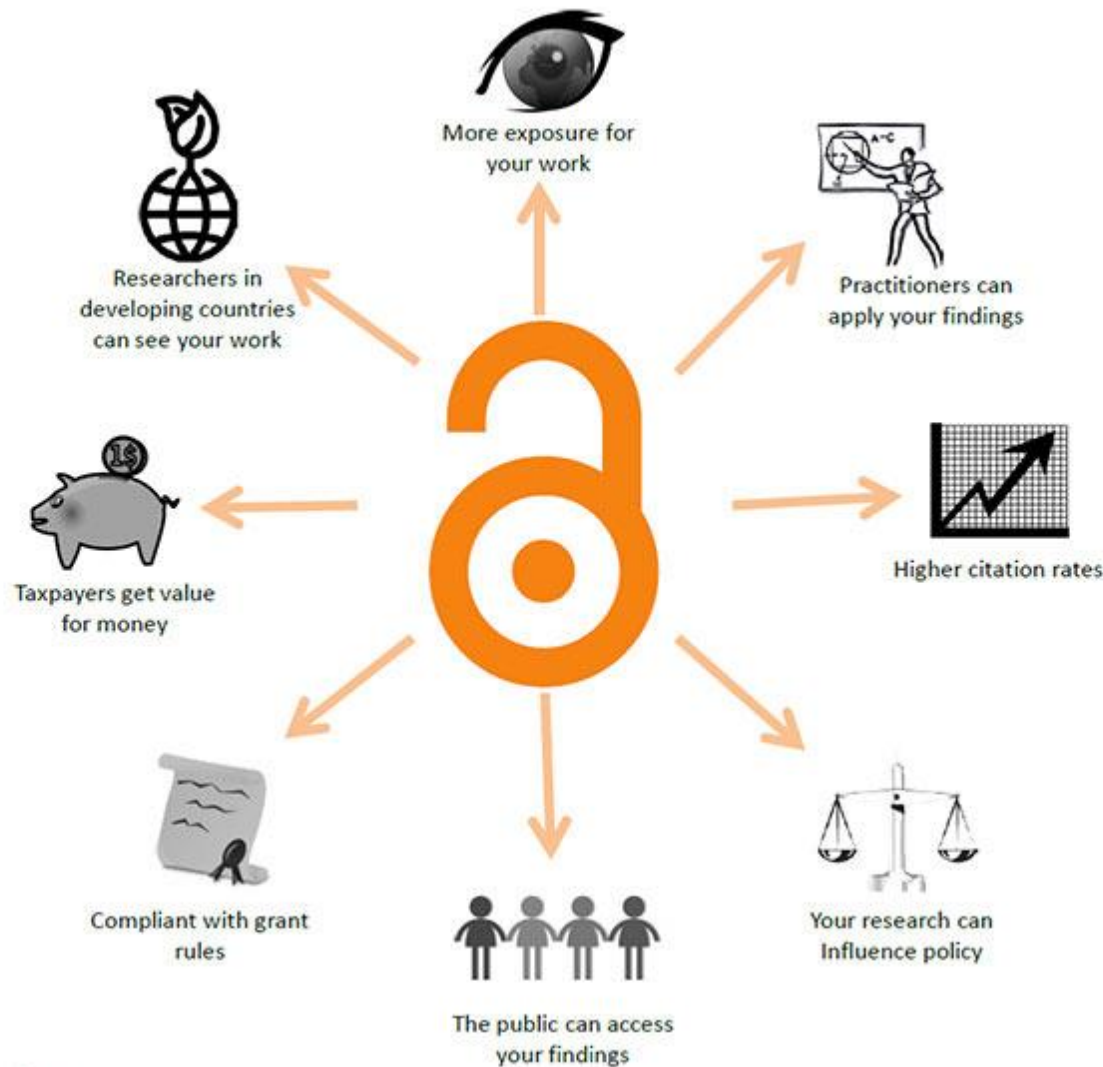 More exposure for
your work
Practitioners can
apply your findings
Higher citation rates
Your research can
Influence policy
The public can access
your findings
Compliant with grant
rules
Taxpayers get value
for money
Researchers in
developing countries
can see your work
1$
A=C